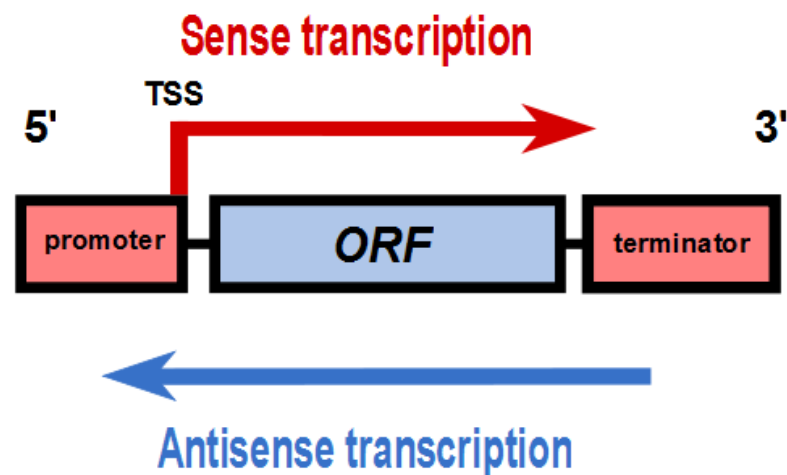 Sense transcription
TSS
5' 3'
promoter ORF terminator
Antisense transcription